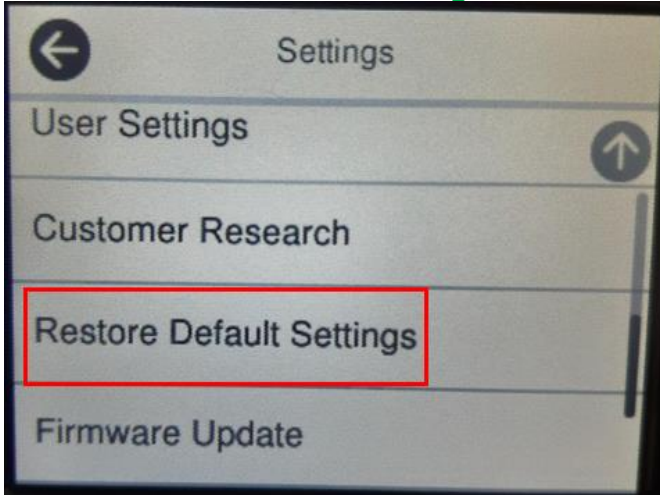 Settings
User Settings
Customer Research
Restore Default Settings
Firmware Update